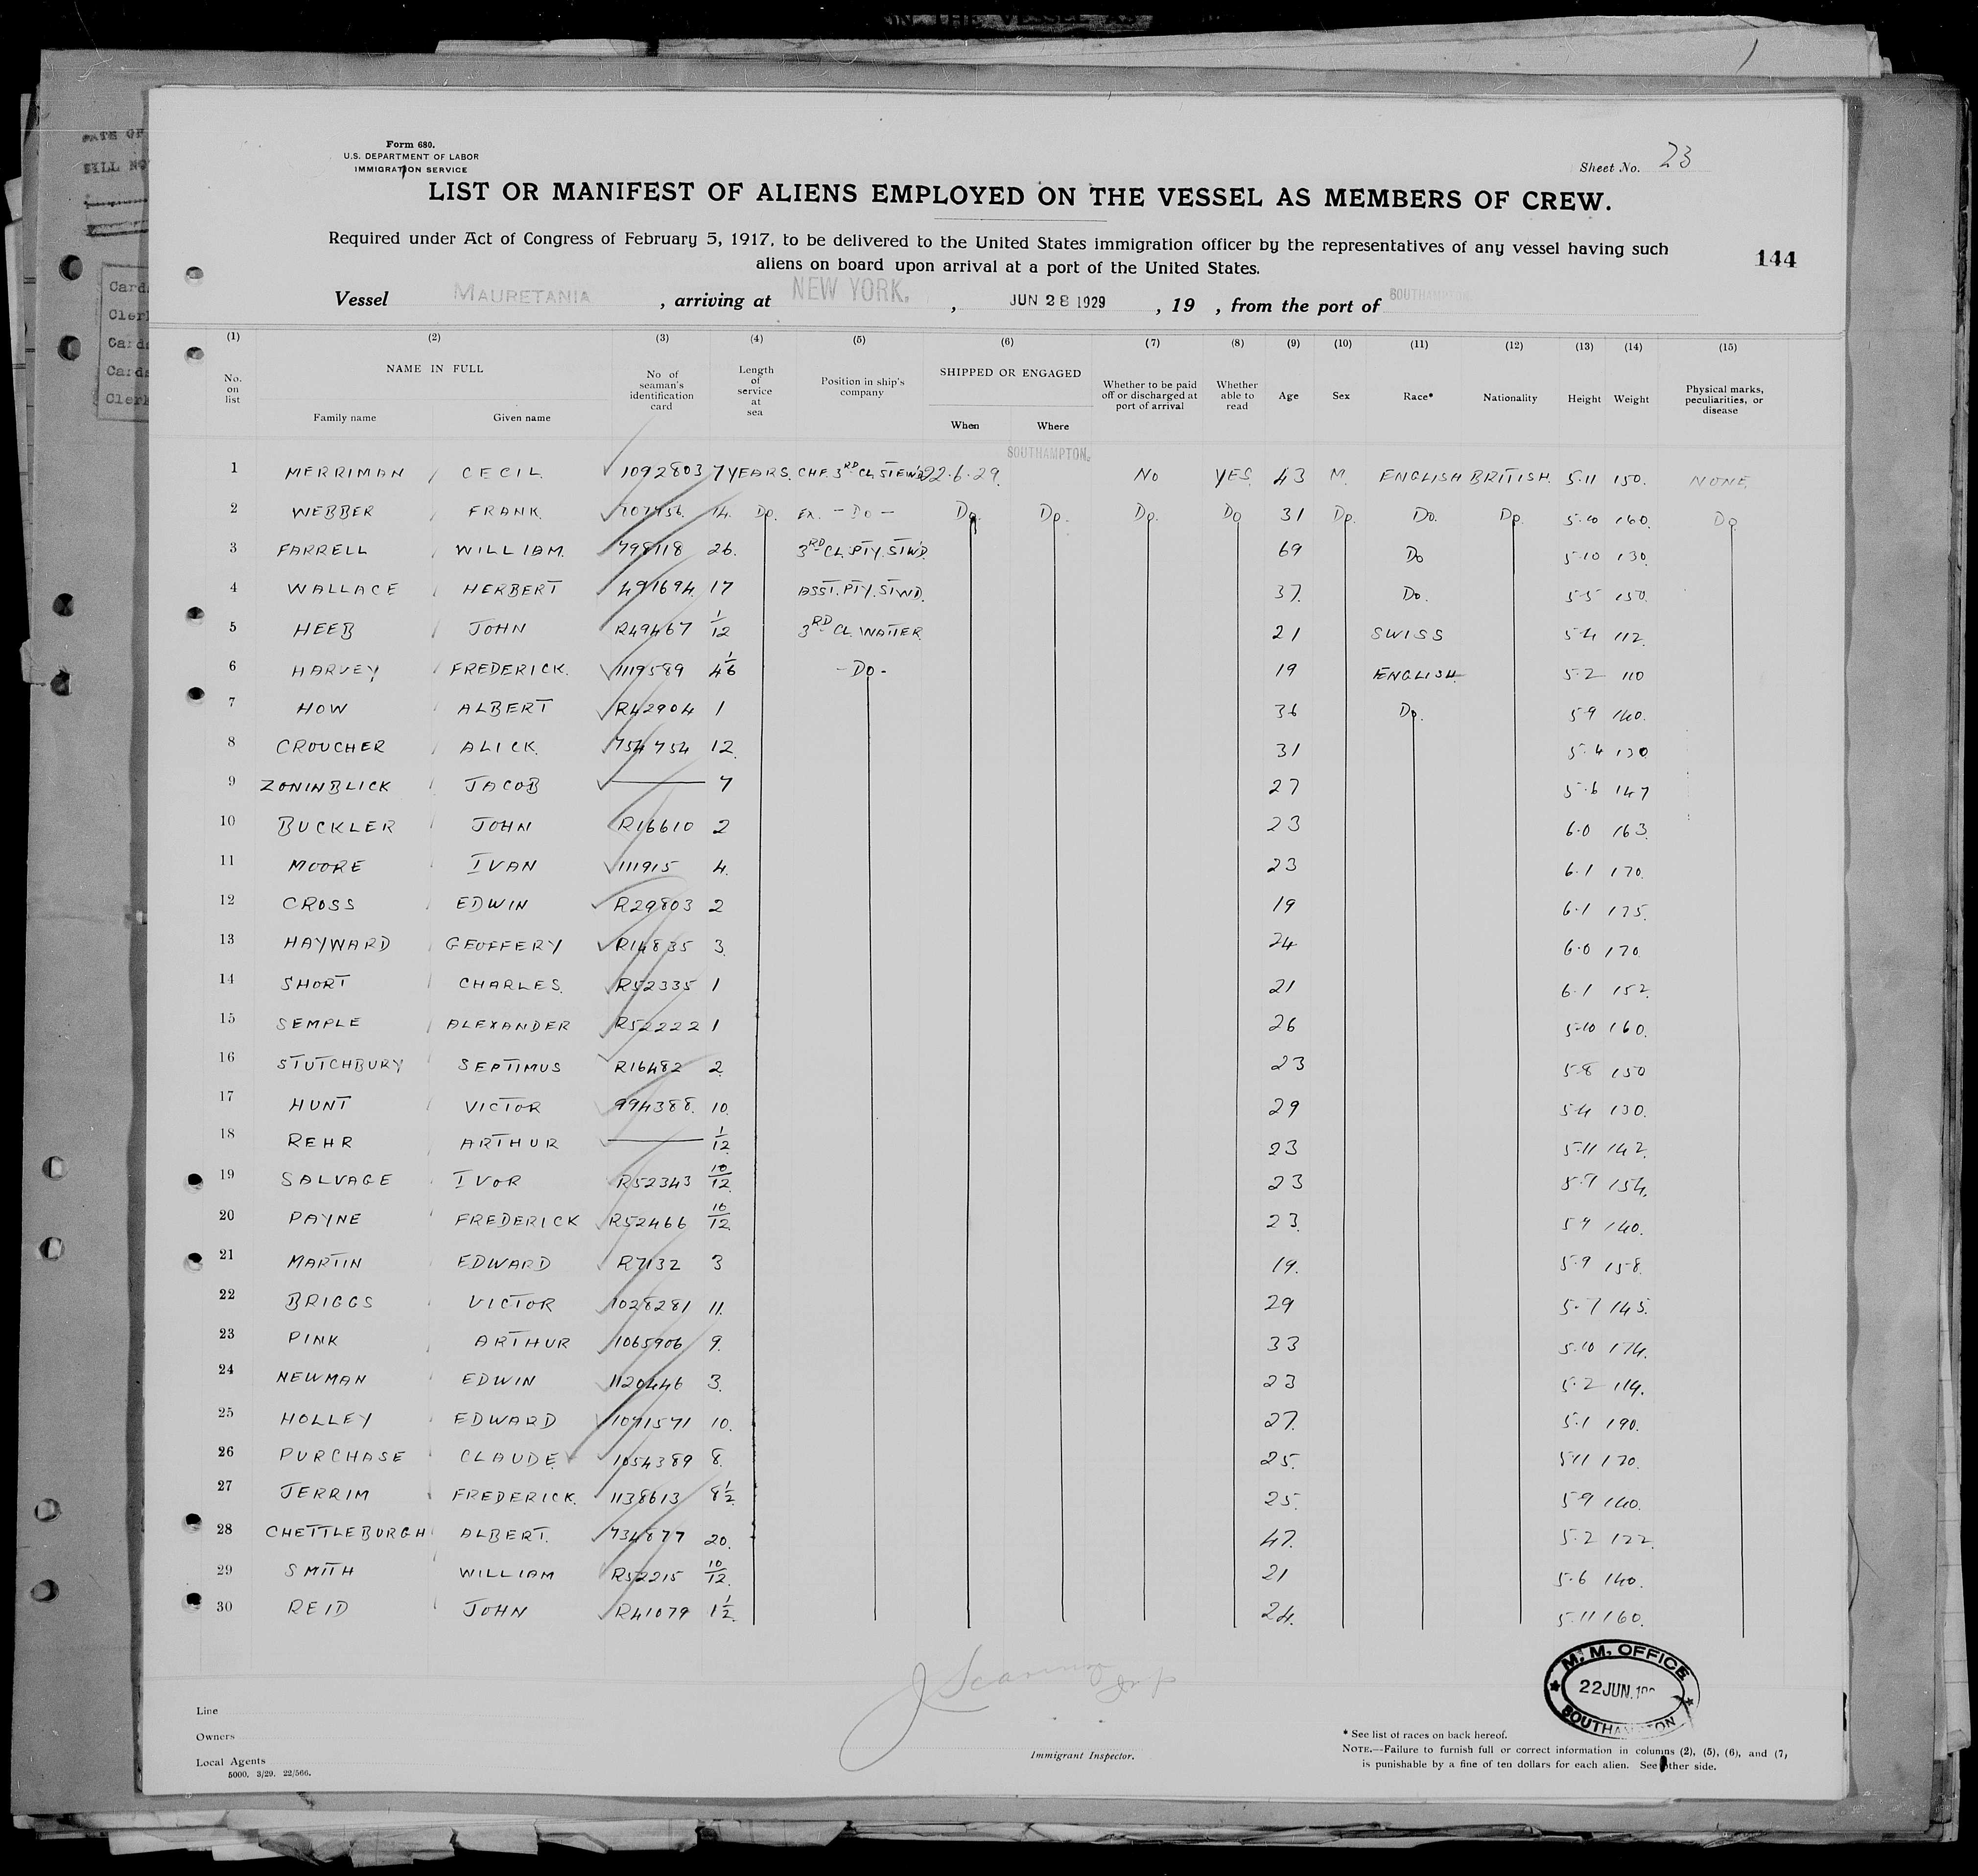 Form 680.
U.S. DEPARTMENT OF LABOR
IMMIGRATION SERVICE
Sheet No. 23
LIST OR MANIFEST OF ALIENS EMPLOYED ON THE VESSEL AS MEMBERS OF CREW.
Required under Act of Congress of February 5, 1917, to be delivered to the United States immigration officer by the representatives of any vessel having such
aliens on board upon arrival at a port of the United States.
144
Vessel MAURETANIA , arriving at NEW YORK. , JUN 28 1929 , 19 , from the port of SOUTHAMPTON
(1) (2) (3) (4) (5) (6) (7) (8) (9) (10) (11) (12) (13) (14) (15)
No. on list NAME IN FULL Family name Given name No of seaman's identification card Length of service at sea Position in ship's company SHIPPED OR ENGAGED When Where Whether to be paid off or discharged at port of arrival Whether able to read Age Sex Race* Nationality Height Weight Physical marks, peculiarities, or disease
SOUTHAMPTON.
1 MERRIMAN CECIL 1092803 7 YEARS. CHF. 3RD CL. STEWD 22.6.29. NO YES 43 M. ENGLISH BRITISH. 5.11 150. NONE
2 WEBBER FRANK. 107456. 14. Do. EX. - Do - Do. Do. Do. Do 31 Do. Do. Do. 5.10 160. Do
3 FARRELL WILLIAM. 798118 26. 3RD CL. PTY. STWD. 69 Do 5.10 130.
4 WALLACE HERBERT 491694 17 ASST. PTY. STWD. 37. Do. 5.5 150.
5 HEEB JOHN R49467 1/12 3RD CL. WAITER 21 SWISS 5.4 112.
6 HARVEY FREDERICK. 1119589 4 1/6 - Do - 19 ENGLISH 5.2 110
7 HOW ALBERT R42904 1 36 Do. 5.9 140.
8 CROUCHER ALICK. 754754 12. 31 5.4 130
9 ZONINBLICK JACOB 7 27 5.6 147
10 BUCKLER JOHN R16610 2 23 6.0 163.
11 MOORE IVAN 111915 4. 23 6.1 170.
12 CROSS EDWIN R29803 2 19 6.1 175.
13 HAYWARD GEOFFERY R14835 3. 24 6.0 170.
14 SHORT CHARLES. R52335 1 21 6.1 152.
15 SEMPLE ALEXANDER R52222 1 26 5.10 160.
16 STUTCHBURY SEPTIMUS R16482 2. 23 5.8 150
17 HUNT VICTOR 994388. 10. 29 5.4 130.
18 REHR ARTHUR 1/12 23 5.11 142.
19 SALVAGE IVOR R52343 10/12. 23 5.9 154.
20 PAYNE FREDERICK R52466 10/12. 23. 5.9 140.
21 MARTIN EDWARD R7132 3 19. 5.9 158.
22 BRIGGS VICTOR 1028281 11. 29 5.7 145.
23 PINK ARTHUR 1065906 9. 33 5.10 174.
24 NEWMAN EDWIN 1120446 3. 23 5.2 114.
25 HOLLEY EDWARD 1071571 10. 27. 5.1 190.
26 PURCHASE CLAUDE. 1054389 8. 25. 5.11 170.
27 JERRIM FREDERICK. 1138613 8 1/2. 25. 5.9 140.
28 CHETTLEBURGH ALBERT. 734877 20. 47. 5.2 122.
29 SMITH WILLIAM R52215 10/12. 21 5.6 140.
30 REID JOHN R41079 1 1/2. 24. 5.11 160.
M. M. OFFICE
22 JUN.
SOUTHAMPTON
Line
Owners
Local Agents
5000. 3/29. 22/566.
Immigrant Inspector.
* See list of races on back hereof.
NOTE.—Failure to furnish full or correct information in columns (2), (5), (6), and (7,
is punishable by a fine of ten dollars for each alien. See other side.